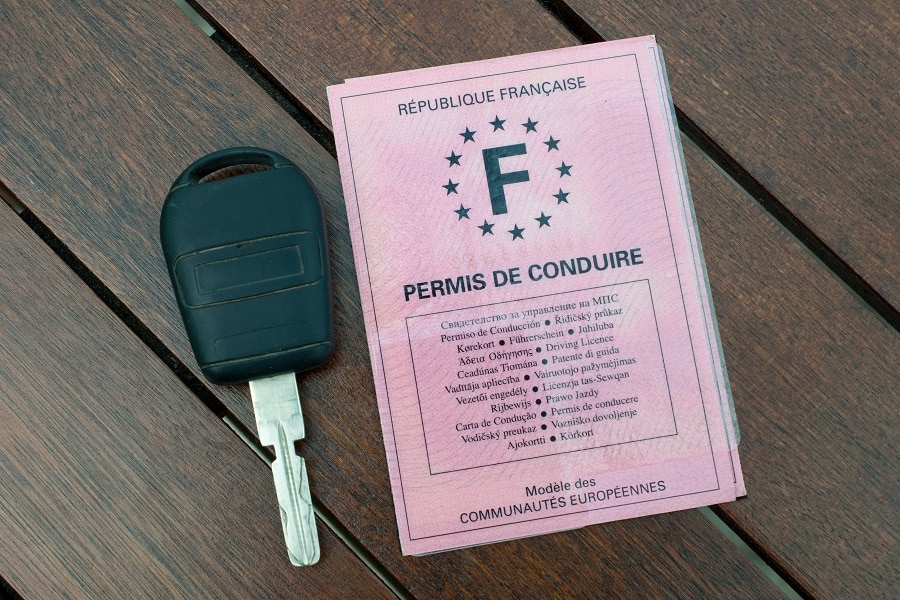 RÉPUBLIQUE FRANÇAISE
F
PERMIS DE CONDUIRE
Свидетелство за управление на МПС
Permiso de Conducción ● Řidičský průkaz
Kørekort ● Führerschein ● Juhiluba
Άδεια Οδήγησης ● Driving Licence
Ceadúnas Tiomána ● Patente di guida
Vadītāja apliecība ● Vairuotojo pažymėjimas
Vezetői engedély ● Liċenzja tas-Sewqan
Rijbewijs ● Prawo Jazdy
Carta de Condução ● Permis de conducere
Vodičský preukaz ● Vozniško dovoljenje
Ajokortti ● Körkort
Modèle des
COMMUNAUTÉS EUROPÉENNES